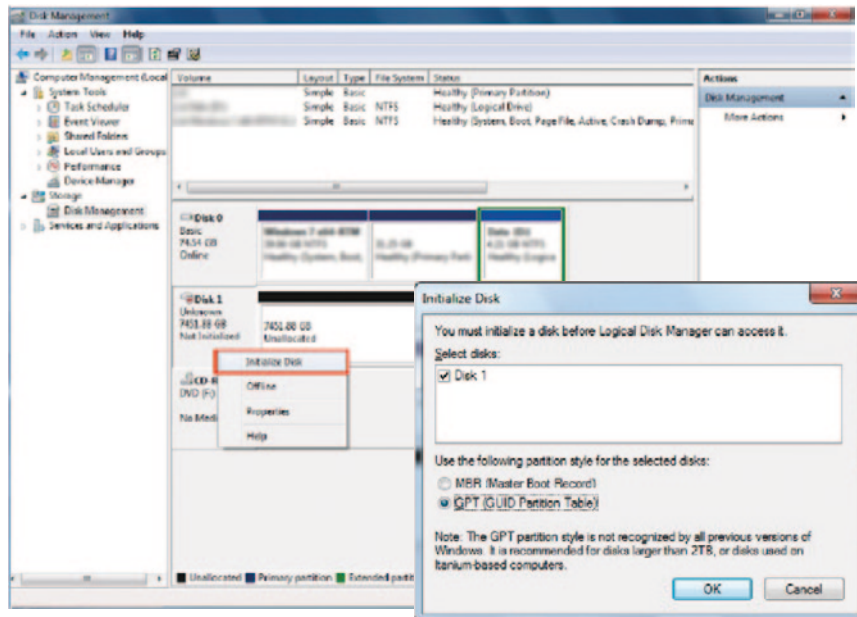 Disk Management
File Action View Help
Computer Management (Local
System Tools
Task Scheduler
Event Viewer
Shared Folders
Local Users and Groups
Performance
Device Manager
Storage
Disk Management
Services and Applications
Volume Layout Type File System Status
Simple Basic Healthy (Primary Partition)
Simple Basic NTFS Healthy (Logical Drive)
Simple Basic NTFS Healthy (System, Boot, Page File, Active, Crash Dump, Prima
Actions
Disk Management
More Actions
Disk 0
Basic
74.54 GB
Online
Disk 1
Unknown
7451.88 GB
Not Initialized
7451.88 GB
Unallocated
Initialize Disk
Offline
Properties
Help
CD-R
DVD (F:)
No Medi
Unallocated Primary partition Extended partit
Initialize Disk
You must initialize a disk before Logical Disk Manager can access it.
Select disks:
Disk 1
Use the following partition style for the selected disks:
MBR (Master Boot Record)
GPT (GUID Partition Table)
Note: The GPT partition style is not recognized by all previous versions of
Windows. It is recommended for disks larger than 2TB, or disks used on
Itanium-based computers.
OK Cancel